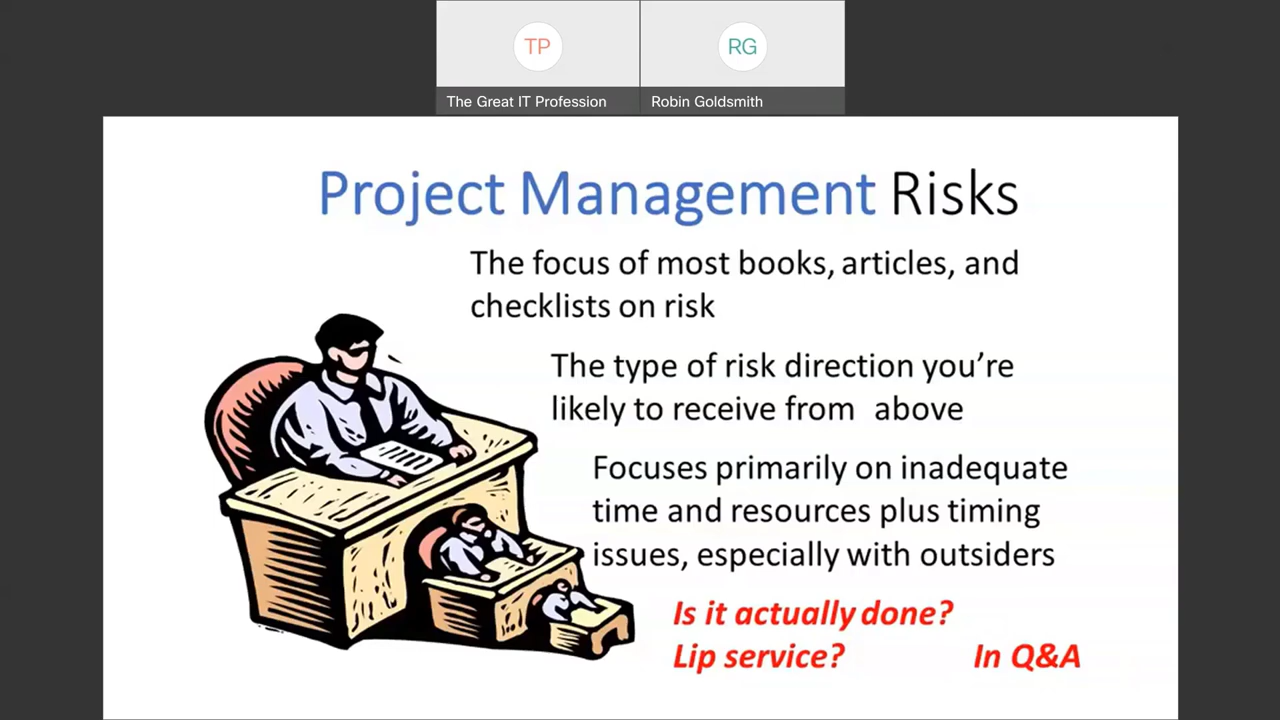 TP
RG
The Great IT Profession
Robin Goldsmith
Project Management Risks
The focus of most books, articles, and
checklists on risk
The type of risk direction you’re
likely to receive from above
Focuses primarily on inadequate
time and resources plus timing
issues, especially with outsiders
Is it actually done?
Lip service? In Q&A